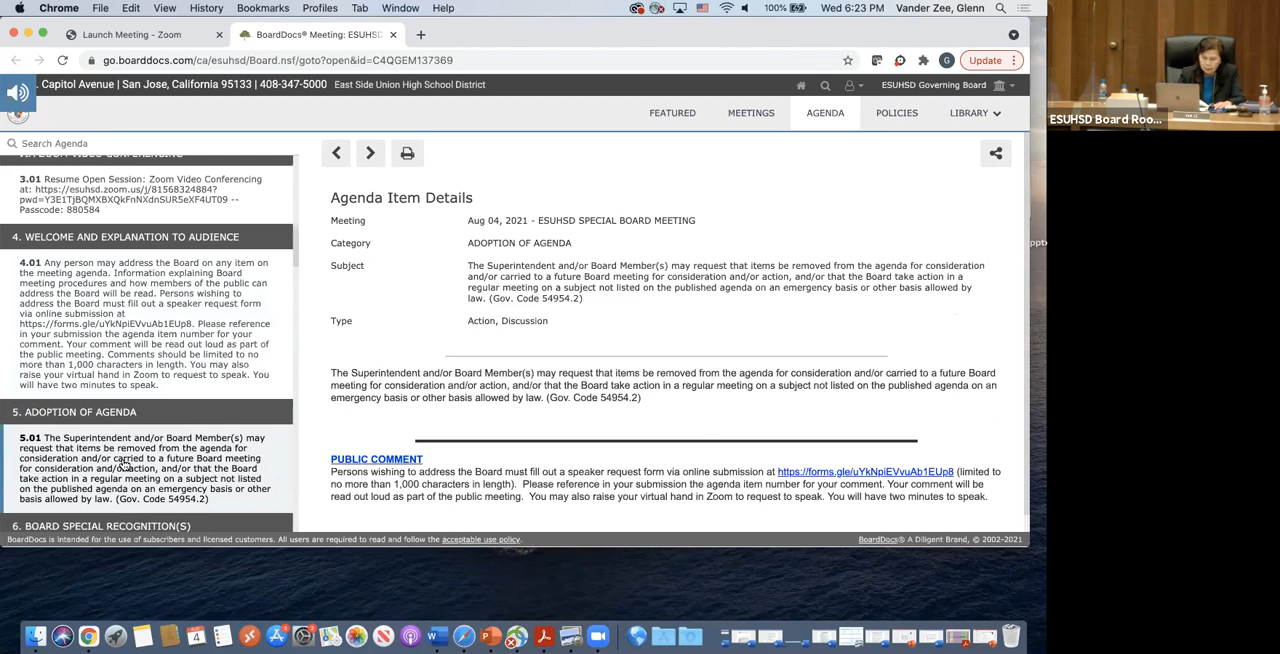 Chrome File Edit View History Bookmarks Profiles Tab Window Help 100% Wed 6:23 PM Vander Zee, Glenn
Launch Meeting - Zoom
BoardDocs® Meeting: ESUHSD
go.boarddocs.com/ca/esuhsd/Board.nsf/goto?open&id=C4QGEM137369
G Update
. Capitol Avenue | San Jose, California 95133 | 408-347-5000 East Side Union High School District
ESUHSD Governing Board
FEATURED MEETINGS AGENDA POLICIES LIBRARY
Search Agenda
VIA ZOOM VIDEO CONFERENCING
3.01 Resume Open Session: Zoom Video Conferencing
at: https://esuhsd.zoom.us/j/81568324884?
pwd=Y3E1TjBQMXBXQkFnNXdnSUR5eXF4UT09 --
Passcode: 880584
4. WELCOME AND EXPLANATION TO AUDIENCE
4.01 Any person may address the Board on any item on
the meeting agenda. Information explaining Board
meeting procedures and how members of the public can
address the Board will be read. Persons wishing to
address the Board must fill out a speaker request form
via online submission at
https://forms.gle/uYkNpiEVvuAb1EUp8. Please reference
in your submission the agenda item number for your
comment. Your comment will be read out loud as part of
the public meeting. Comments should be limited to no
more than 1,000 characters in length. You may also
raise your virtual hand in Zoom to request to speak. You
will have two minutes to speak.
5. ADOPTION OF AGENDA
5.01 The Superintendent and/or Board Member(s) may
request that items be removed from the agenda for
consideration and/or carried to a future Board meeting
for consideration and/or action, and/or that the Board
take action in a regular meeting on a subject not listed
on the published agenda on an emergency basis or other
basis allowed by law. (Gov. Code 54954.2)
6. BOARD SPECIAL RECOGNITION(S)
Agenda Item Details
Meeting Aug 04, 2021 - ESUHSD SPECIAL BOARD MEETING
Category ADOPTION OF AGENDA
Subject The Superintendent and/or Board Member(s) may request that items be removed from the agenda for consideration
and/or carried to a future Board meeting for consideration and/or action, and/or that the Board take action in a
regular meeting on a subject not listed on the published agenda on an emergency basis or other basis allowed by
law. (Gov. Code 54954.2)
Type Action, Discussion
The Superintendent and/or Board Member(s) may request that items be removed from the agenda for consideration and/or carried to a future Board
meeting for consideration and/or action, and/or that the Board take action in a regular meeting on a subject not listed on the published agenda on an
emergency basis or other basis allowed by law. (Gov. Code 54954.2)
PUBLIC COMMENT
Persons wishing to address the Board must fill out a speaker request form via online submission at https://forms.gle/uYkNpiEVvuAb1EUp8 (limited to
no more than 1,000 characters in length). Please reference in your submission the agenda item number for your comment. Your comment will be
read out loud as part of the public meeting. You may also raise your virtual hand in Zoom to request to speak. You will have two minutes to speak.
BoardDocs is intended for the use of subscribers and licensed customers. All users are required to read and follow the acceptable use policy.
BoardDocs® A Diligent Brand, © 2002-2021
pptx
ESUHSD Board Roo...